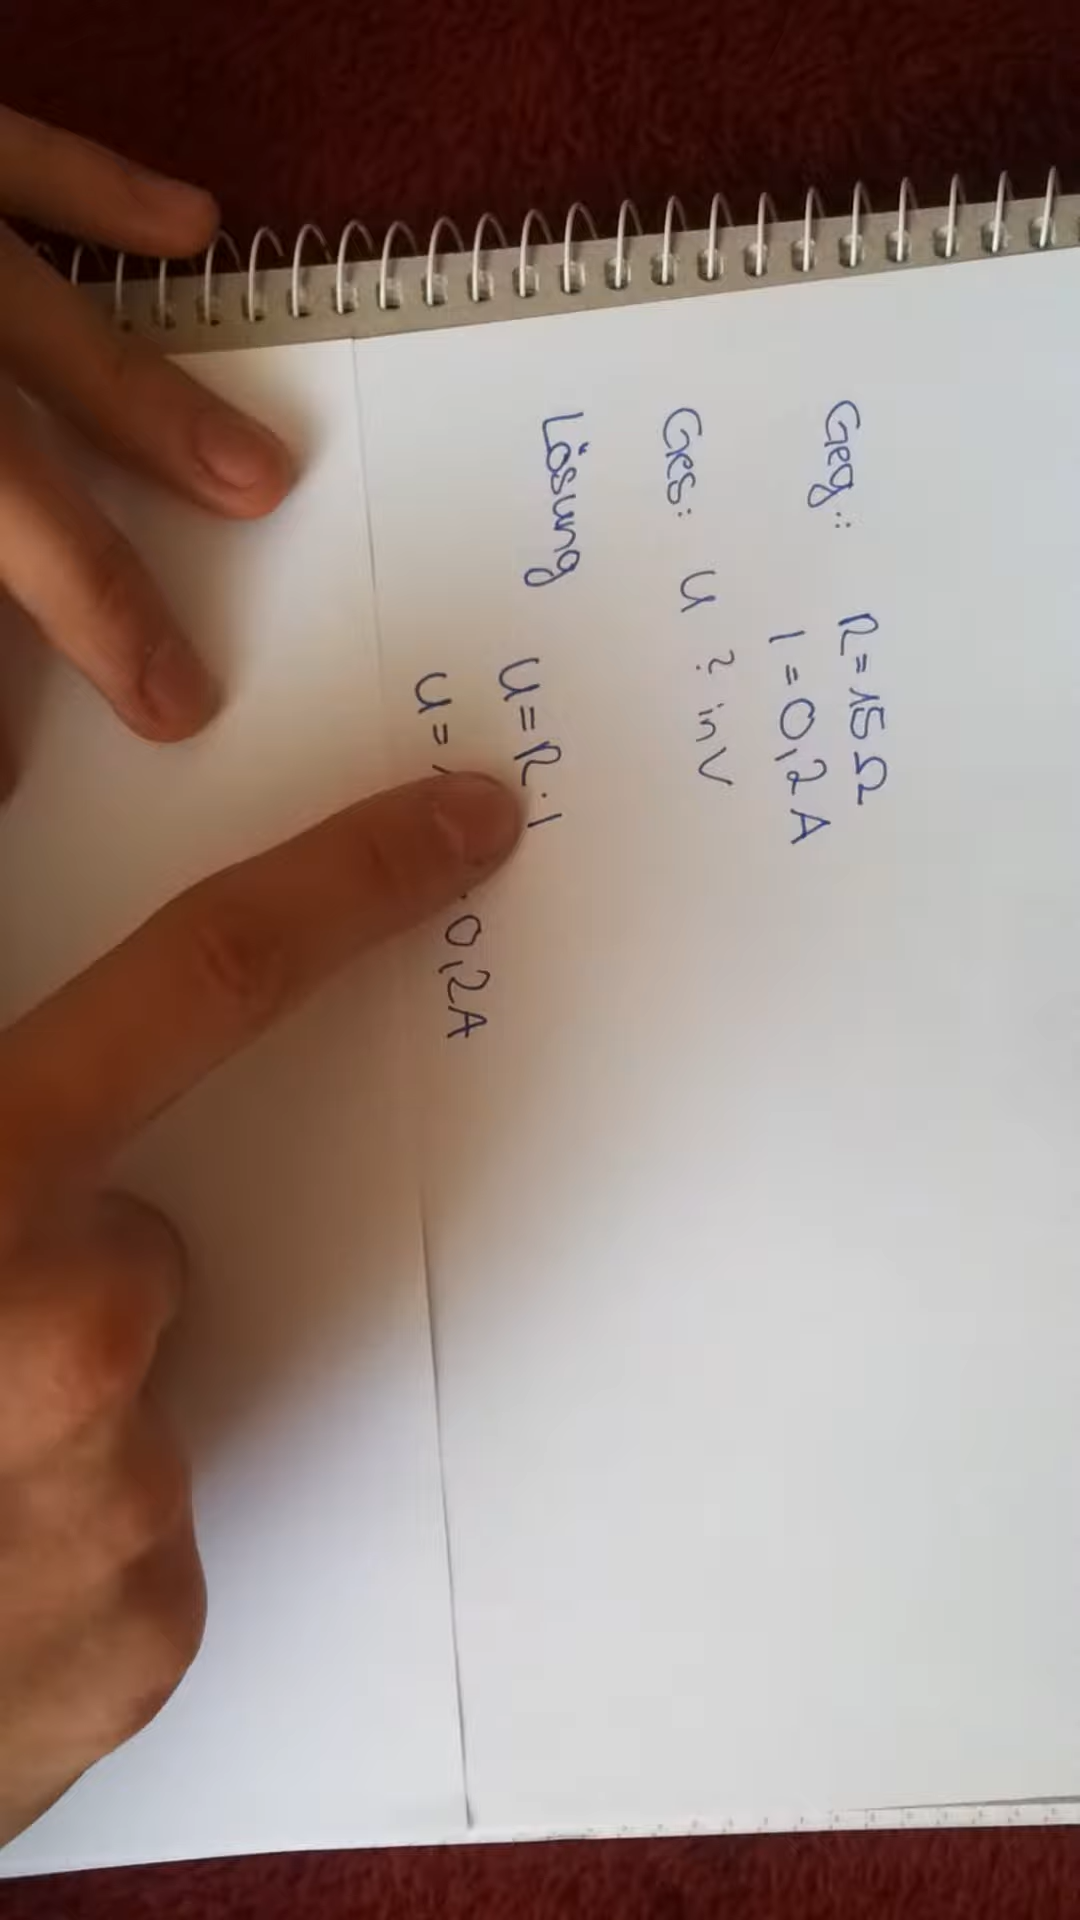 Geg.: R = 15 Ω
I = 0,2 A
Ges: U ? in V
Lösung U = R · I
U = · 0,2A